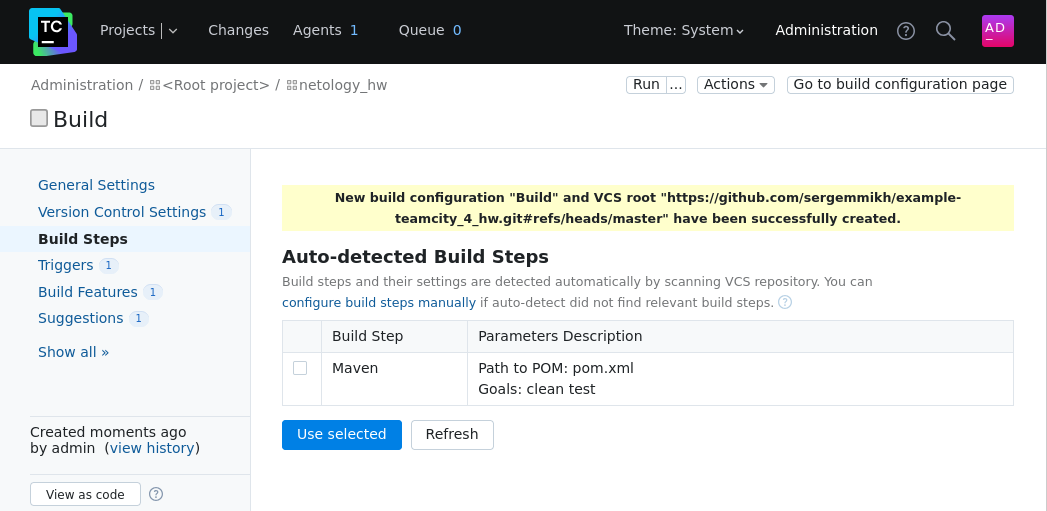 TC Projects Changes Agents 1 Queue 0 Theme: System Administration ? AD
Administration / <Root project> / netology_hw Run ... Actions Go to build configuration page
Build
General Settings
Version Control Settings 1
Build Steps
Triggers 1
Build Features 1
Suggestions 1
Show all »
Created moments ago
by admin (view history)
View as code ?
New build configuration "Build" and VCS root "https://github.com/sergemmikh/example-
teamcity_4_hw.git#refs/heads/master" have been successfully created.
Auto-detected Build Steps
Build steps and their settings are detected automatically by scanning VCS repository. You can
configure build steps manually if auto-detect did not find relevant build steps. ?
Build Step Parameters Description
Maven Path to POM: pom.xml
Goals: clean test
Use selected Refresh